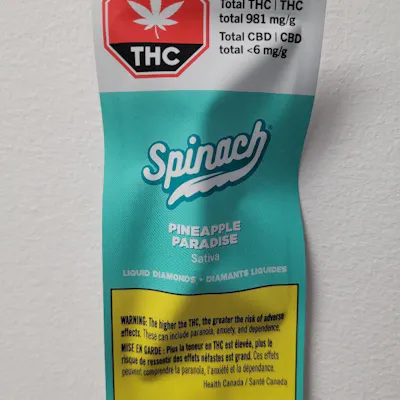 Total THC | THC
total 981 mg/g
Total CBD | CBD
total <6 mg/g
THC
Spinach
PINEAPPLE
PARADISE
Sativa
LIQUID DIAMONDS • DIAMANTS LIQUIDES
WARNING: The higher the THC, the greater the risk of adverse
effects. These can include paranoia, anxiety, and dependence.
MISE EN GARDE : Plus la teneur en THC est élevée, plus le
risque de ressentir des effets néfastes est grand. Ces effets
peuvent comprendre la paranoïa, l'anxiété et la dépendance.
Health Canada / Santé Canada